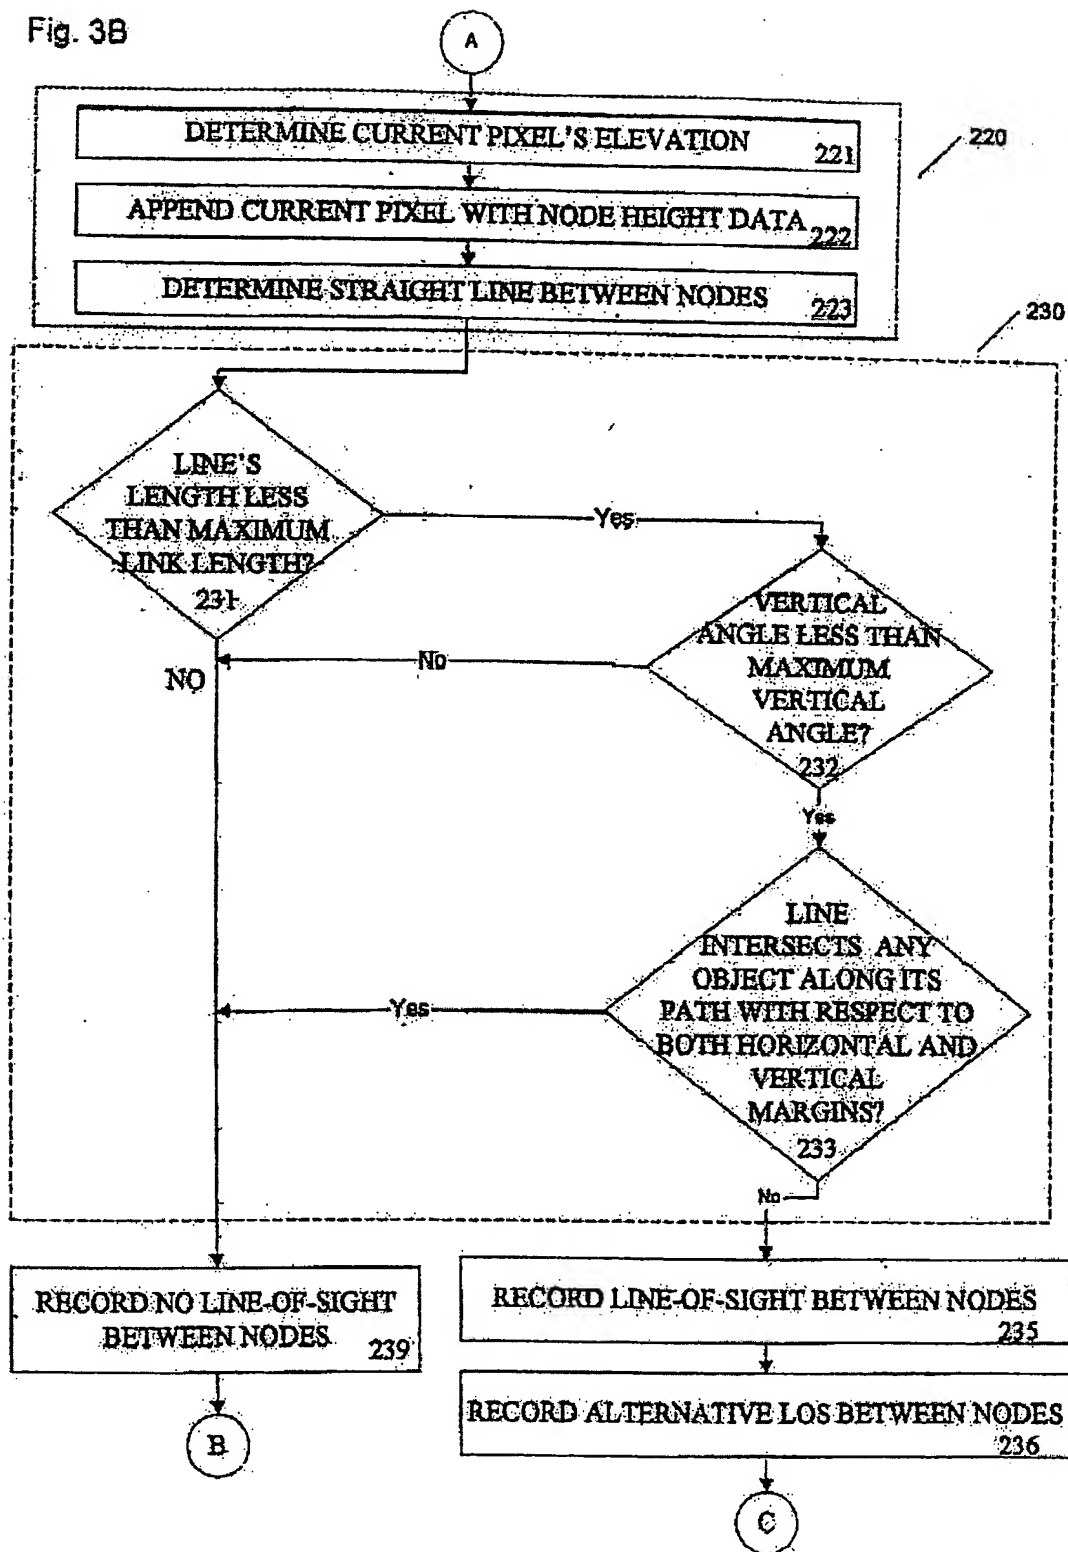 Fig. 3B
A
DETERMINE CURRENT PIXEL'S ELEVATION
221
220
APPEND CURRENT PIXEL WITH NODE HEIGHT DATA
222
DETERMINE STRAIGHT LINE BETWEEN NODES
223
230
LINE'S
LENGTH LESS
THAN MAXIMUM
LINK LENGTH?
231
Yes
VERTICAL
ANGLE LESS THAN
MAXIMUM
VERTICAL
ANGLE?
232
No
NO
Yes
LINE
INTERSECTS ANY
OBJECT ALONG ITS
PATH WITH RESPECT TO
BOTH HORIZONTAL AND
VERTICAL
MARGINS?
233
Yes
No
RECORD NO LINE-OF-SIGHT
BETWEEN NODES
239
RECORD LINE-OF-SIGHT BETWEEN NODES
235
RECORD ALTERNATIVE LOS BETWEEN NODES
236
B
C